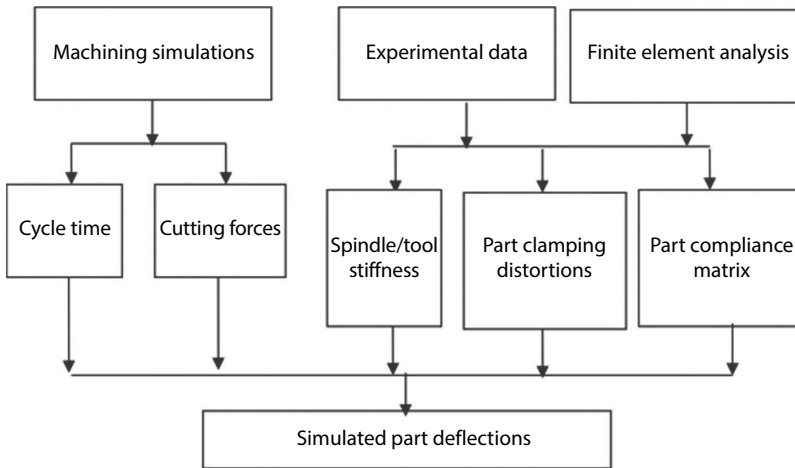 Machining simulations
Experimental data
Finite element analysis
Cycle time
Cutting forces
Spindle/tool
stiffness
Part clamping
distortions
Part compliance
matrix
Simulated part deflections